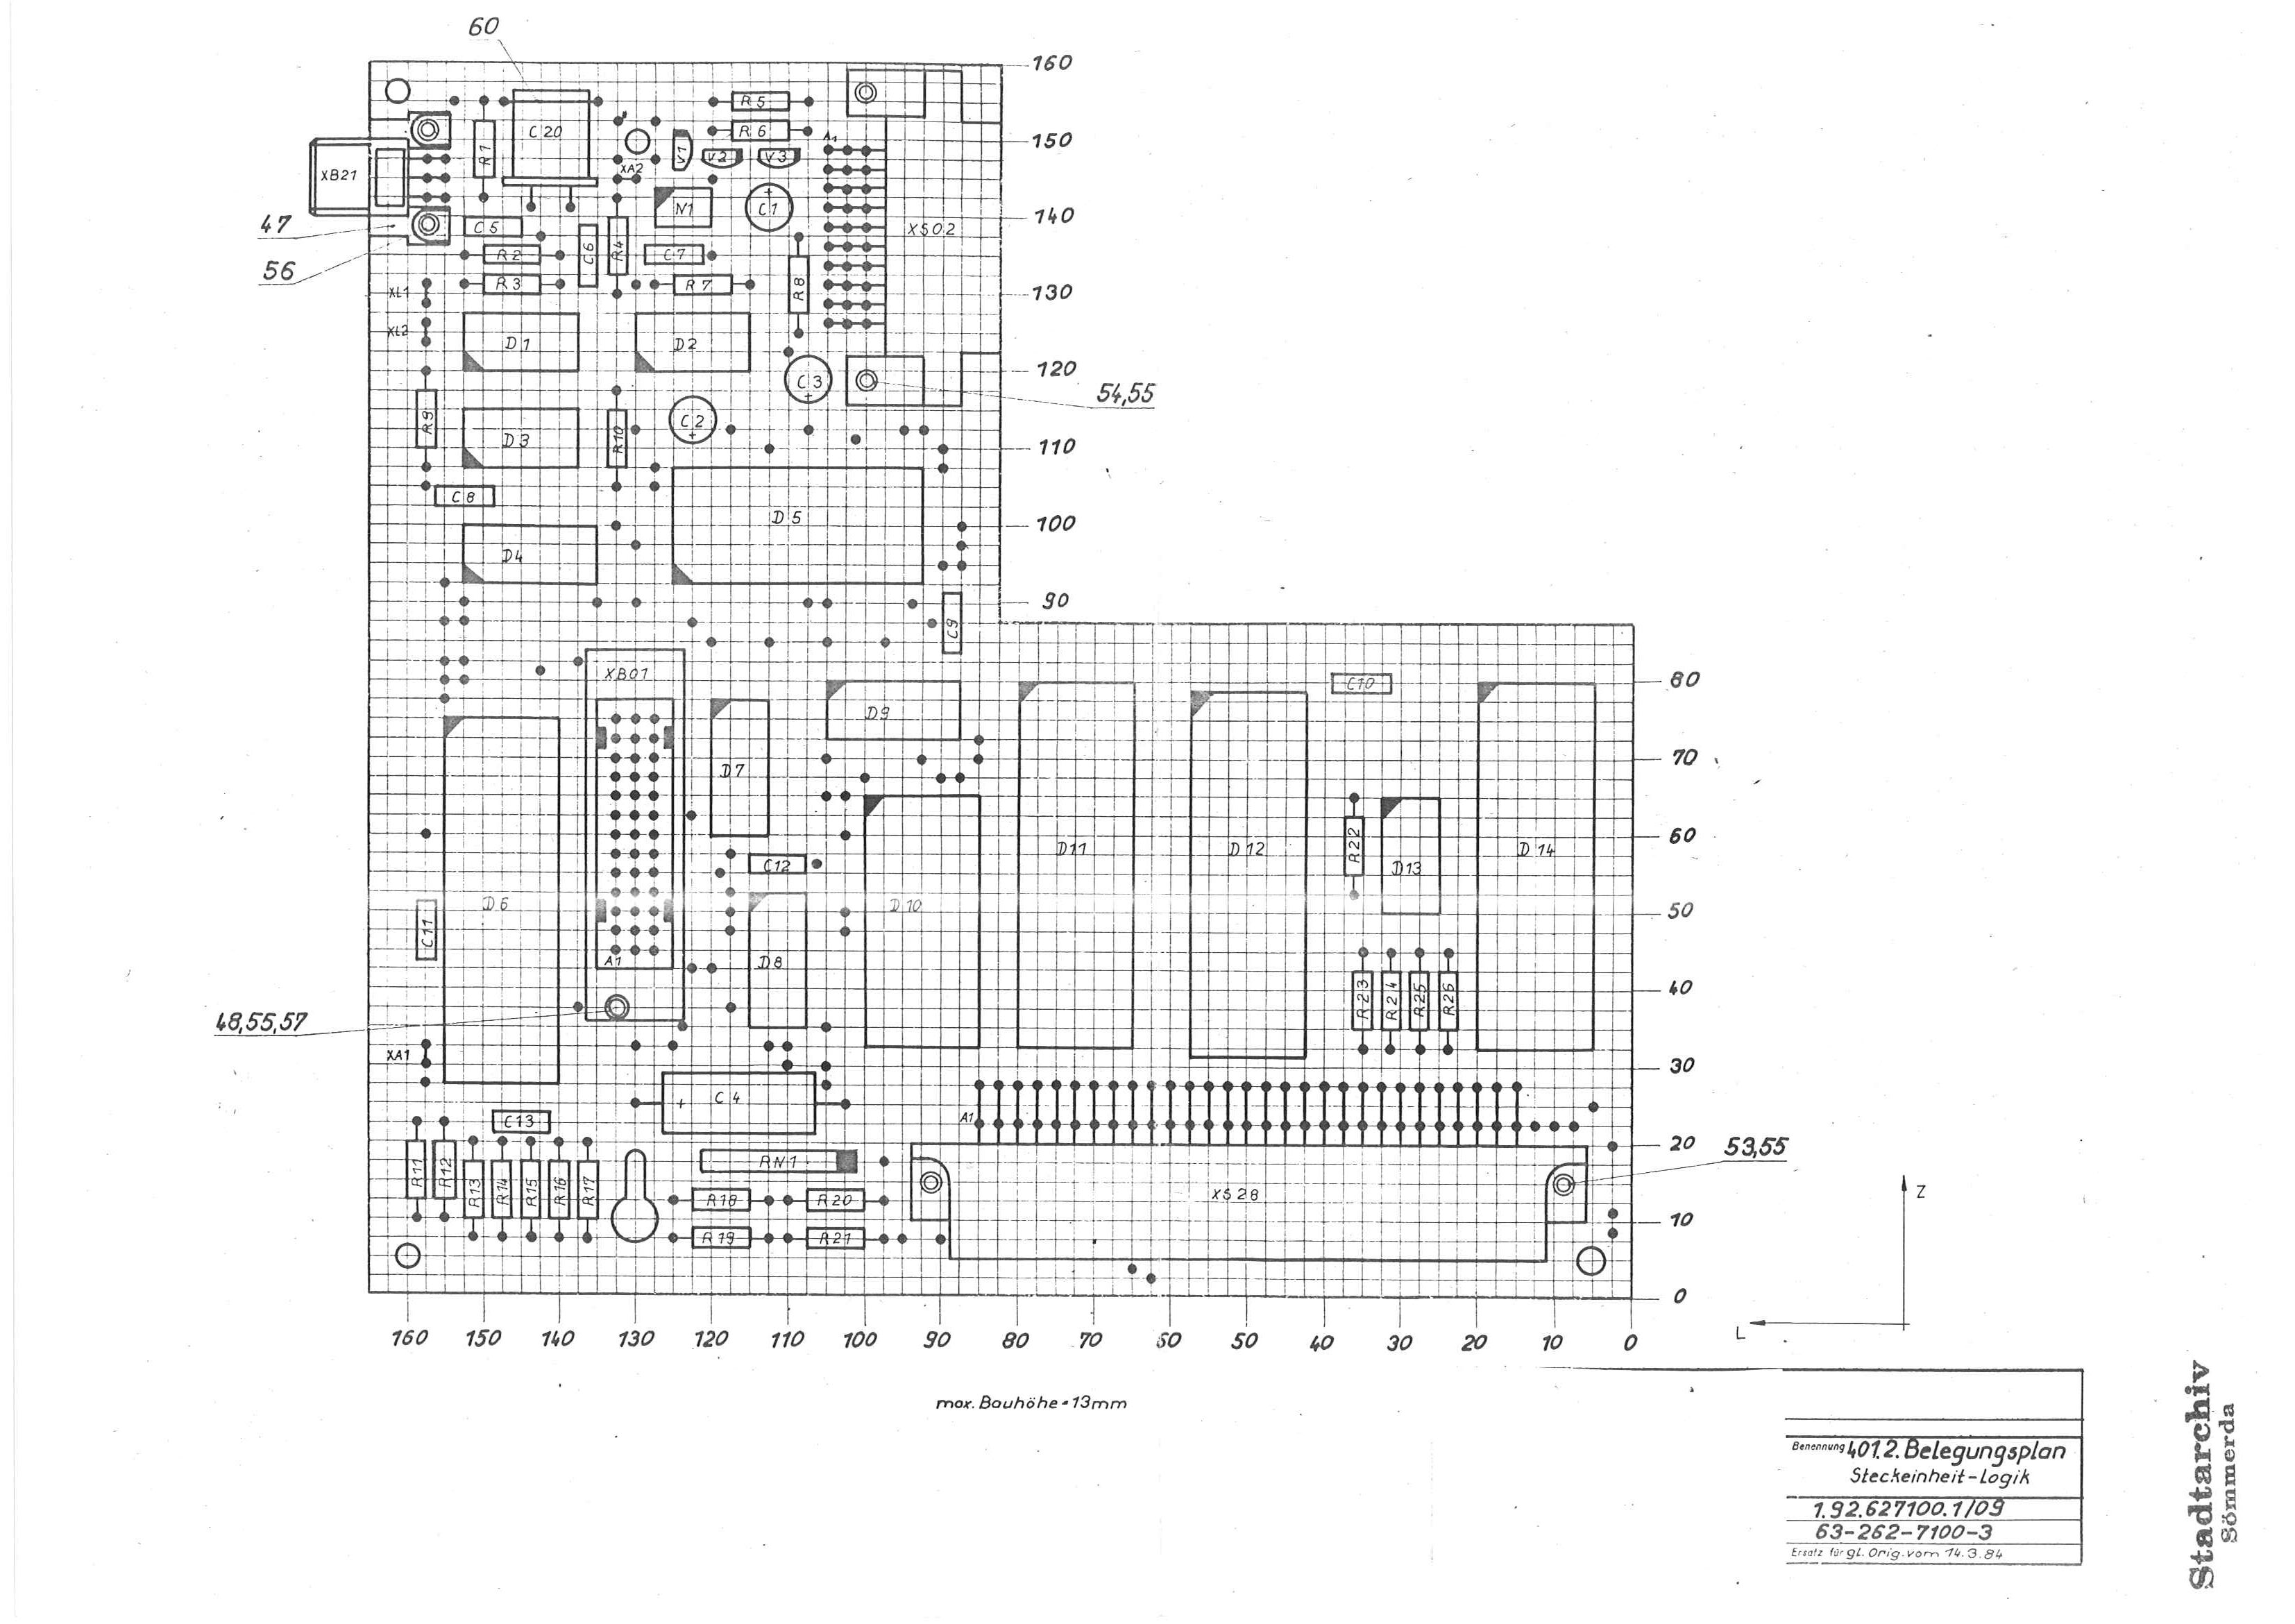 60
160
R5
C20
R6
A1
150
R1
V1
V2
V3
XB21
XA2
N1
C1
140
47
C5
X502
R2
C6
R4
C7
56
R3
R7
R8
XL1
130
XL2
D1
D2
120
C3
54,55
R9
C2
D3
R10
110
C8
D5
100
D4
90
C9
XB01
80
C10
D9
D7
70
60
D11
D12
R22
D14
C12
D13
D6
D10
50
C11
A1
D8
R23
R24
R25
R26
40
48,55,57
XA1
30
C4
A1
C13
20
53,55
R11
R12
R13
R14
R15
R16
R17
RN1
R18
R20
X528
Z
10
R19
R21
0
160 150 140 130 120 110 100 90 80 70 60 50 40 30 20 10 0
L
max. Bauhöhe = 13mm
Benennung 401.2. Belegungsplan
Steckeinheit-Logik
1.92.627100.1/09
63-262-7100-3
Ersatz für gl. Orig. vom 14.3.84
Stadtarchiv
Sömmerda